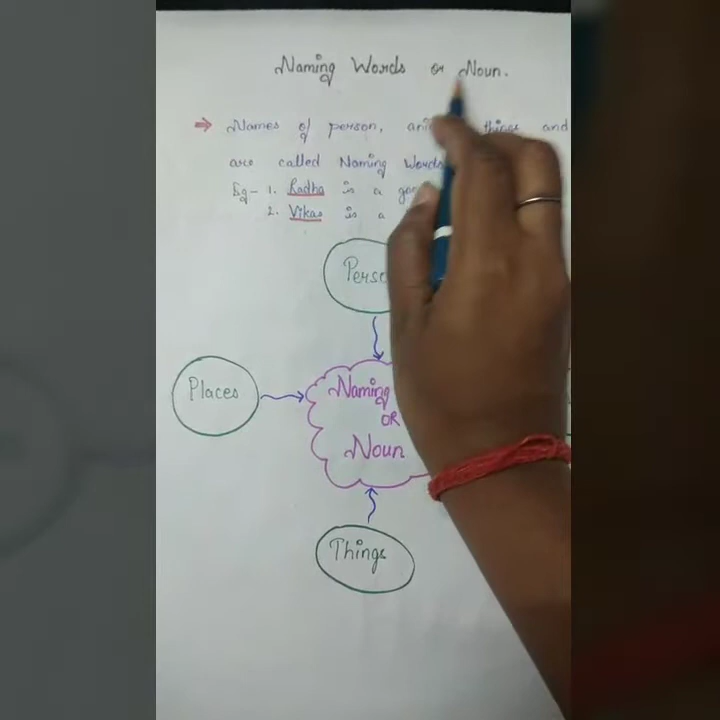 Naming Words or Noun.
⇒ Names of person, things and
are called Naming Words
Eg- 1. Radha is a
2. Vikas is a
Places
Naming
OR
Noun
Things